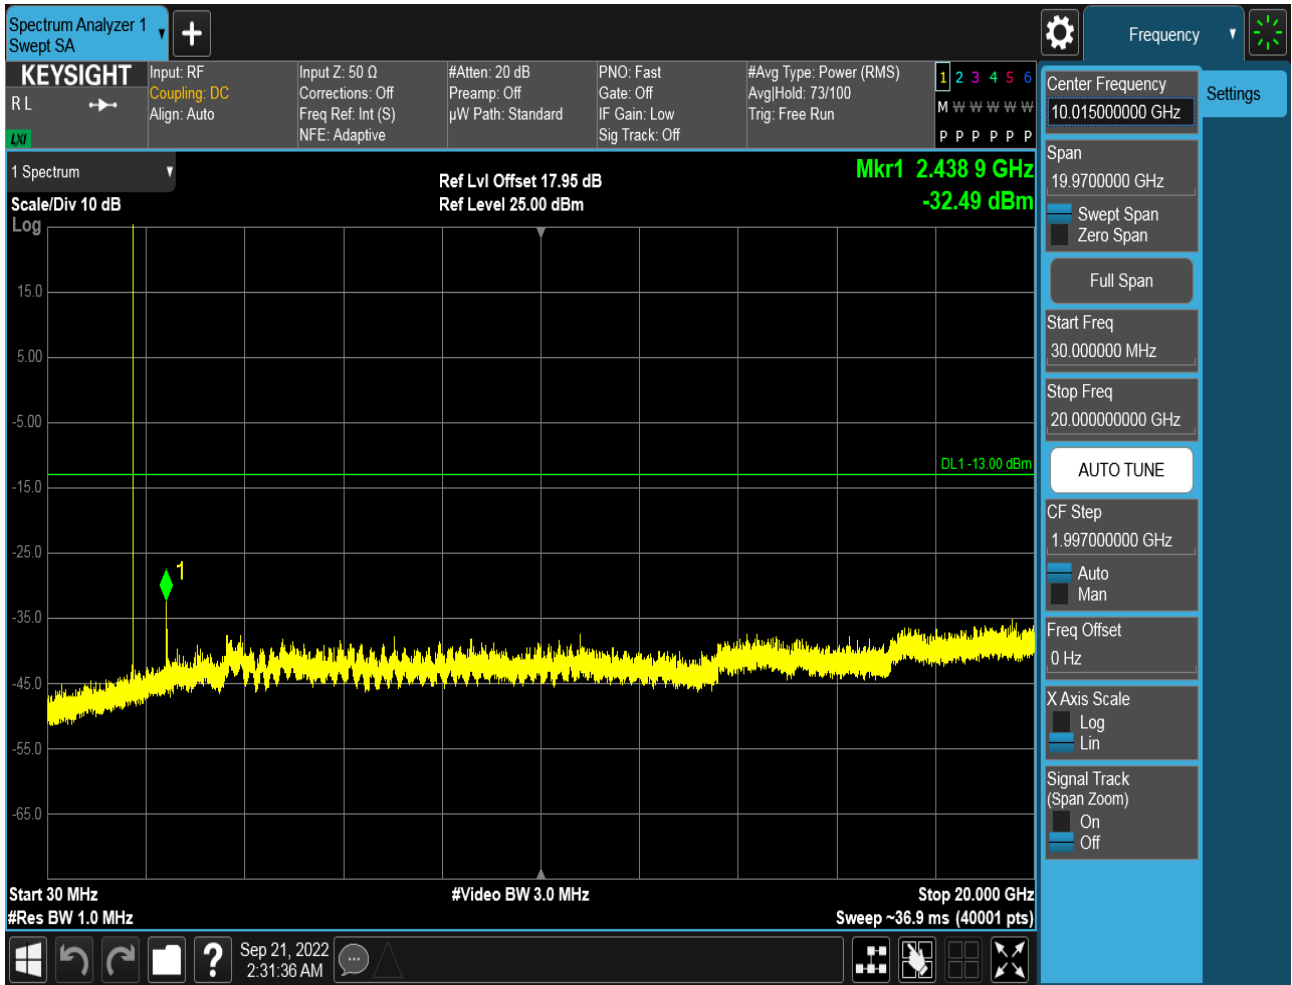 Spectrum Analyzer 1
Swept SA
Frequency
KEYSIGHT
R L
LXI
Input: RF
Coupling: DC
Align: Auto
Input Z: 50 Ω
Corrections: Off
Freq Ref: Int (S)
NFE: Adaptive
#Atten: 20 dB
Preamp: Off
µW Path: Standard
PNO: Fast
Gate: Off
IF Gain: Low
Sig Track: Off
#Avg Type: Power (RMS)
Avg|Hold: 73/100
Trig: Free Run
1 2 3 4 5 6
M W W W W W
P P P P P P
1 Spectrum
Scale/Div 10 dB
Log
Ref Lvl Offset 17.95 dB
Ref Level 25.00 dBm
Mkr1 2.438 9 GHz
-32.49 dBm
15.0
5.00
-5.00
DL1 -13.00 dBm
-15.0
-25.0
1
-35.0
-45.0
-55.0
-65.0
Start 30 MHz
#Res BW 1.0 MHz
#Video BW 3.0 MHz
Stop 20.000 GHz
Sweep ~36.9 ms (40001 pts)
Sep 21, 2022
2:31:36 AM
Center Frequency
10.015000000 GHz
Settings
Span
19.9700000 GHz
Swept Span
Zero Span
Full Span
Start Freq
30.000000 MHz
Stop Freq
20.000000000 GHz
AUTO TUNE
CF Step
1.997000000 GHz
Auto
Man
Freq Offset
0 Hz
X Axis Scale
Log
Lin
Signal Track
(Span Zoom)
On
Off